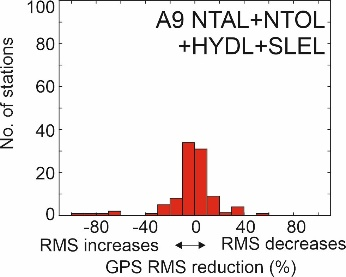 100
80
60
40
20
0
No. of stations
A9 NTAL+NTOL
+HYDL+SLEL
-80 -40 0 40 80
RMS increases RMS decreases
GPS RMS reduction (%)